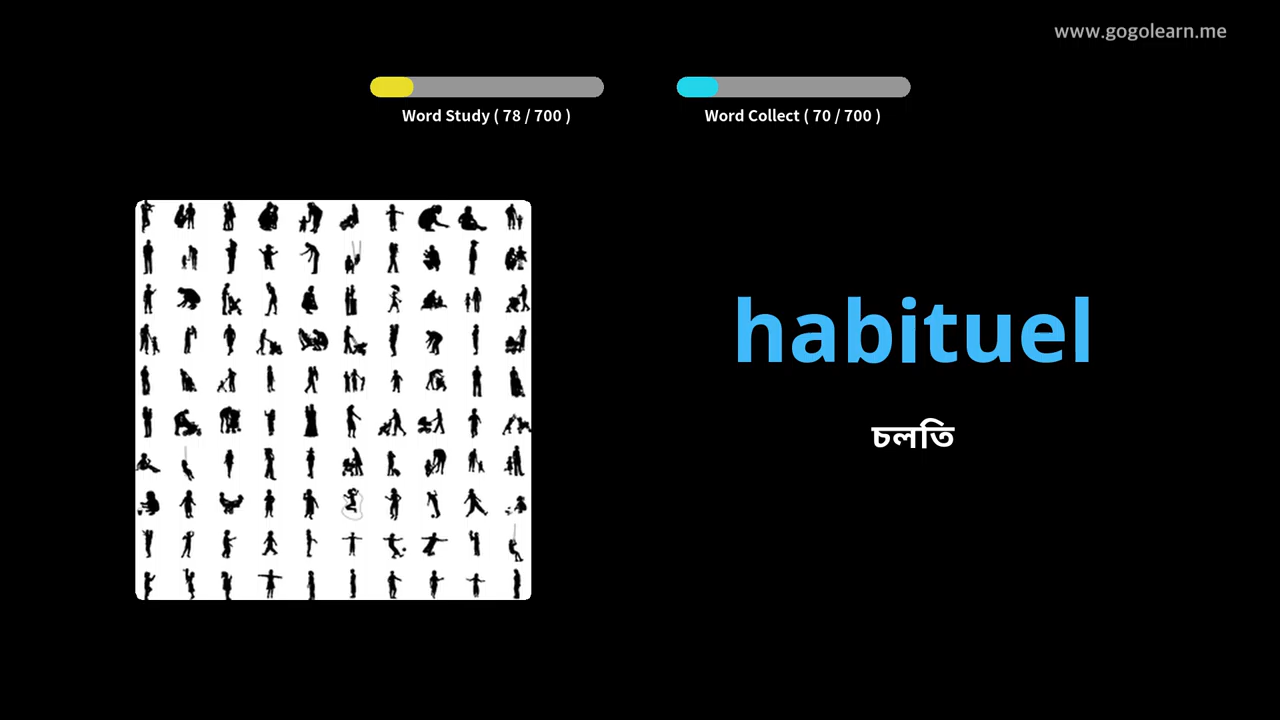 www.gogolearn.me
Word Study ( 78 / 700 )
Word Collect ( 70 / 700 )
habituel
চলতি